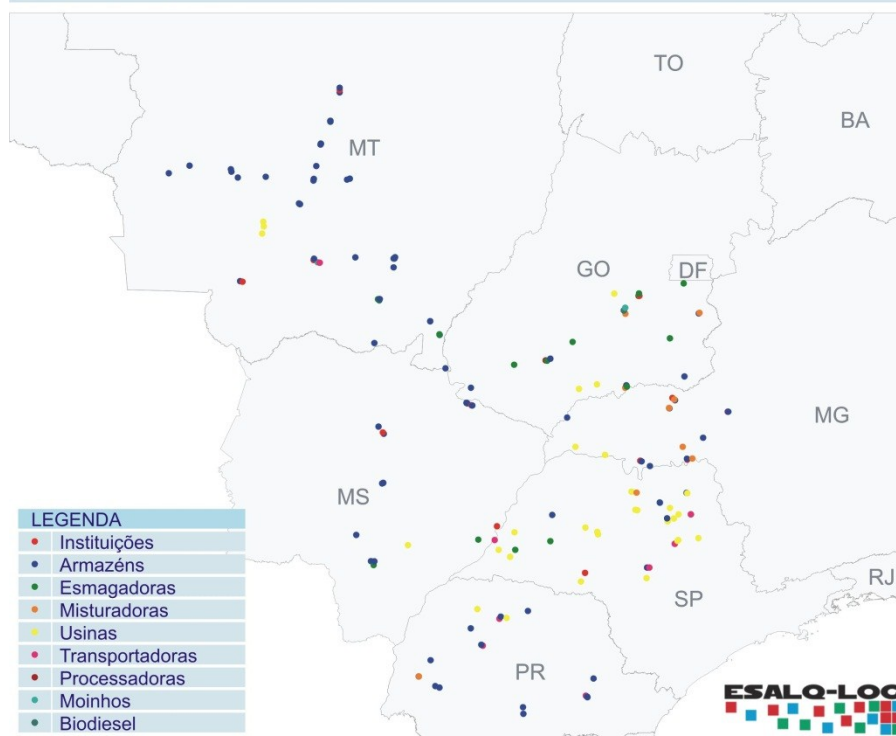 TO
BA
MT
GO
DF
MG
MS
LEGENDA
Instituições
Armazéns
Esmagadoras
Misturadoras
Usinas
Transportadoras
Processadoras
Moinhos
Biodiesel
RJ
SP
PR
ESALQ-LOG